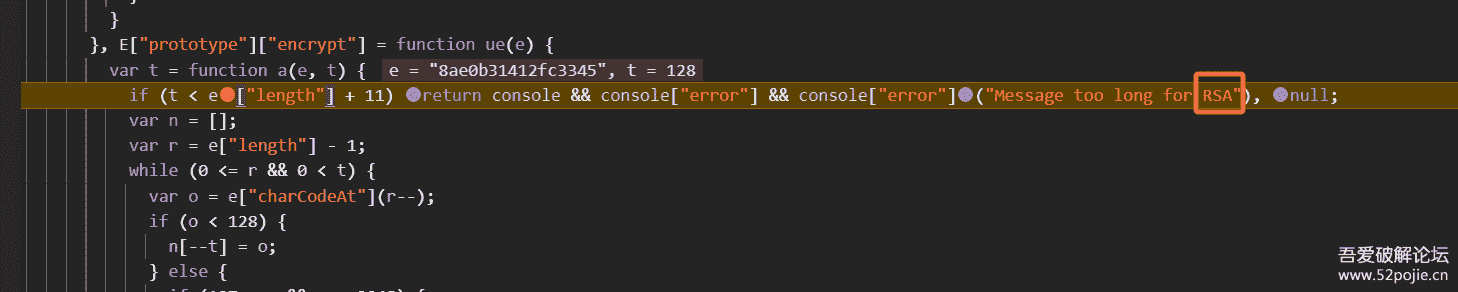 }
}, E["prototype"]["encrypt"] = function ue(e) {
var t = function a(e, t) { e = "8ae0b31412fc3345", t = 128
if (t < e["length"] + 11) return console && console["error"] && console["error"]("Message too long for RSA"), null;
var n = [];
var r = e["length"] - 1;
while (0 <= r && 0 < t) {
var o = e["charCodeAt"](r--);
if (o < 128) {
n[--t] = o;
} else {
吾爱破解论坛
www.52pojie.cn